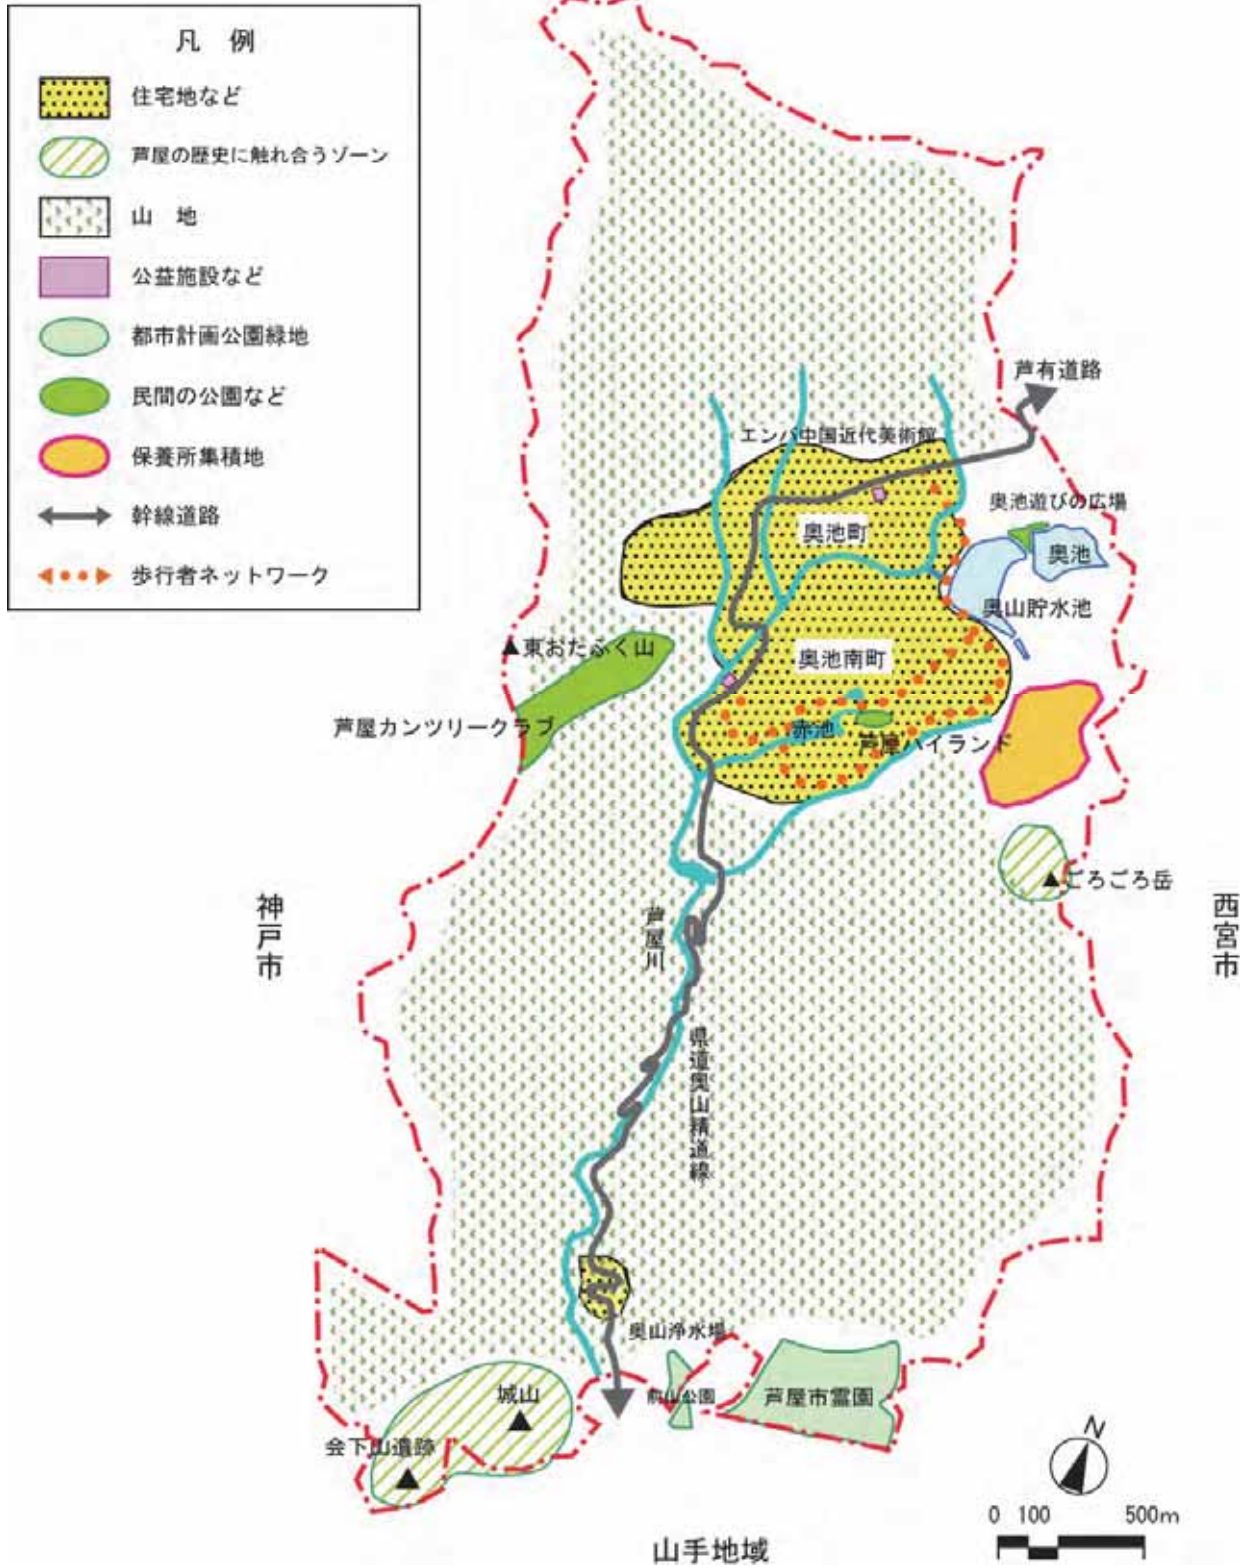 凡 例
住宅地など
芦屋の歴史に触れ合うゾーン
山 地
公益施設など
都市計画公園緑地
民間の公園など
保養所集積地
幹線道路
歩行者ネットワーク
芦有道路
エンバ中国近代美術館
奥池遊びの広場
奥池町
奥池
奥山貯水池
東おたふく山
奥池南町
芦屋カンツリークラブ
赤池
芦屋ハイランド
ごろごろ岳
神戸市
西宮市
芦屋川
県道奥山精道線
奥山浄水場
城山
前山公園
芦屋市霊園
会下山遺跡
N
0 100 500m
山手地域